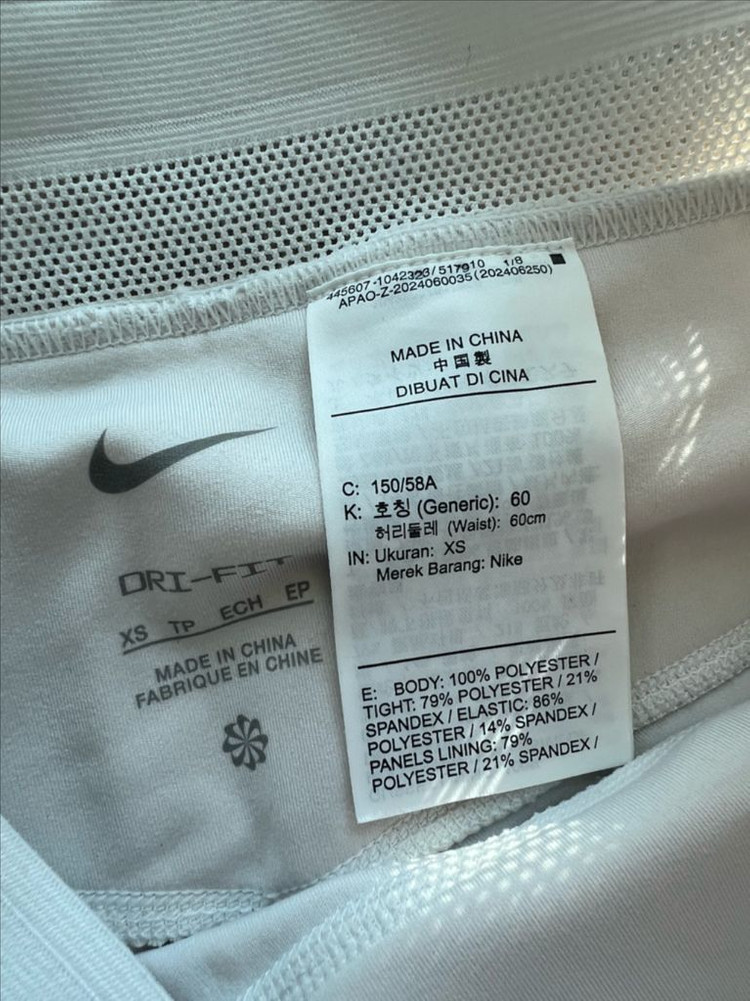 445607-1042323/517910 1/8
APAO-Z-2024060035(202406250)
MADE IN CHINA
中国製
DIBUAT DI CINA
C: 150/58A
K: 호칭 (Generic): 60
허리둘레 (Waist): 60cm
IN: Ukuran: XS
Merek Barang: Nike
E: BODY: 100% POLYESTER /
TIGHT: 79% POLYESTER / 21%
SPANDEX / ELASTIC: 86%
POLYESTER / 14% SPANDEX /
PANELS LINING: 79%
POLYESTER / 21% SPANDEX /
DRI-FIT
XS TP ECH EP
MADE IN CHINA
FABRIQUE EN CHINE